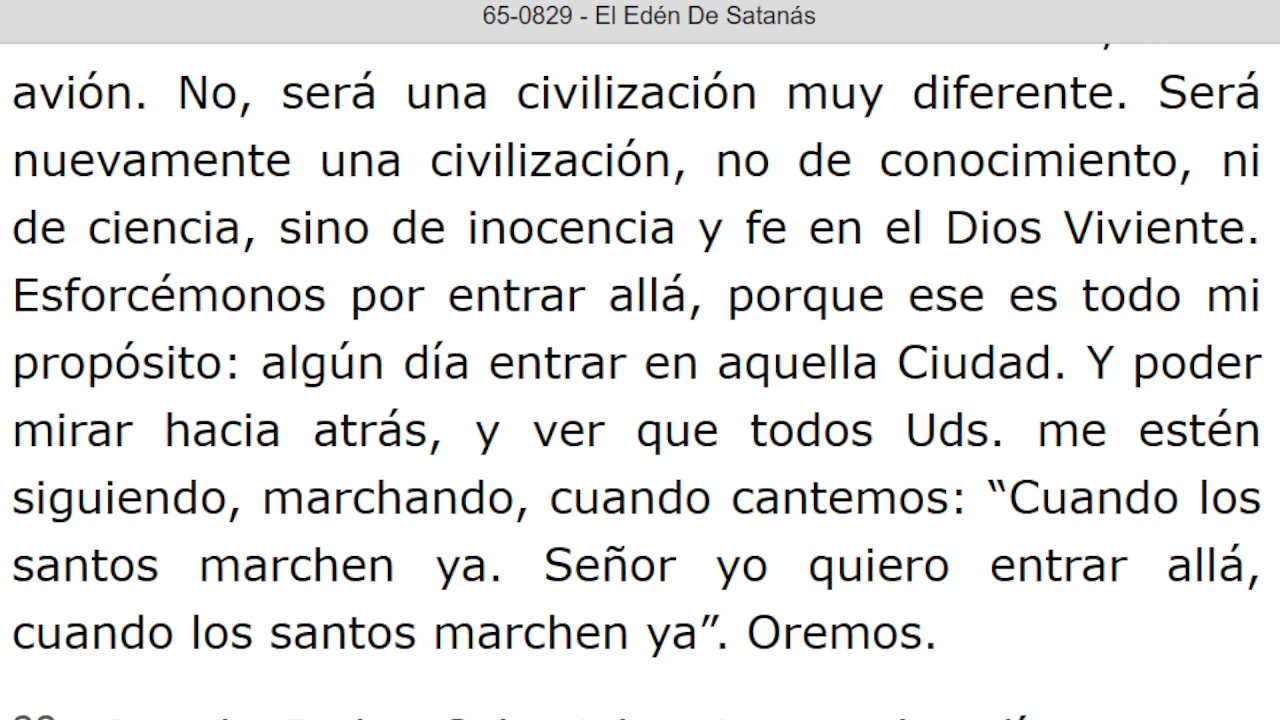 65-0829 - El Edén De Satanás
avión. No, será una civilización muy diferente. Será
nuevamente una civilización, no de conocimiento, ni
de ciencia, sino de inocencia y fe en el Dios Viviente.
Esforcémonos por entrar allá, porque ese es todo mi
propósito: algún día entrar en aquella Ciudad. Y poder
mirar hacia atrás, y ver que todos Uds. me estén
siguiendo, marchando, cuando cantemos: “Cuando los
santos marchen ya. Señor yo quiero entrar allá,
cuando los santos marchen ya”. Oremos.